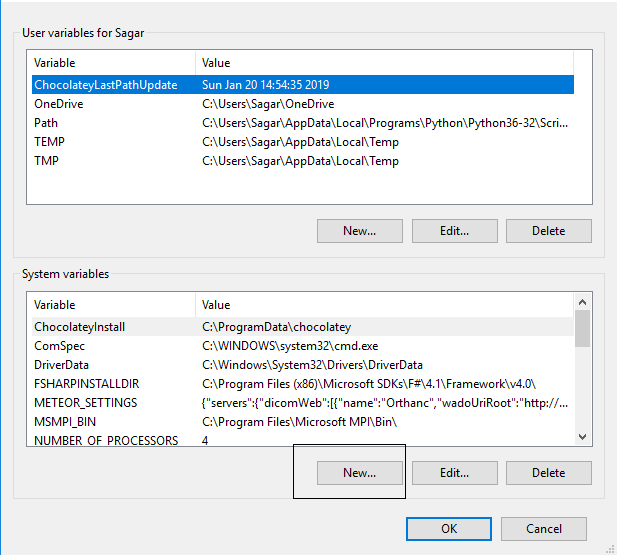 User variables for Sagar
Variable Value
ChocolateyLastPathUpdate Sun Jan 20 14:54:35 2019
OneDrive C:\Users\Sagar\OneDrive
Path C:\Users\Sagar\AppData\Local\Programs\Python\Python36-32\Scri...
TEMP C:\Users\Sagar\AppData\Local\Temp
TMP C:\Users\Sagar\AppData\Local\Temp
New... Edit... Delete
System variables
Variable Value
ChocolateyInstall C:\ProgramData\chocolatey
ComSpec C:\WINDOWS\system32\cmd.exe
DriverData C:\Windows\System32\Drivers\DriverData
FSHARPINSTALLDIR C:\Program Files (x86)\Microsoft SDKs\F#\4.1\Framework\v4.0\
METEOR_SETTINGS {"servers":{"dicomWeb":[{"name":"Orthanc","wadoUriRoot":"http://...
MSMPI_BIN C:\Program Files\Microsoft MPI\Bin\
NUMBER_OF_PROCESSORS 4
New... Edit... Delete
OK Cancel